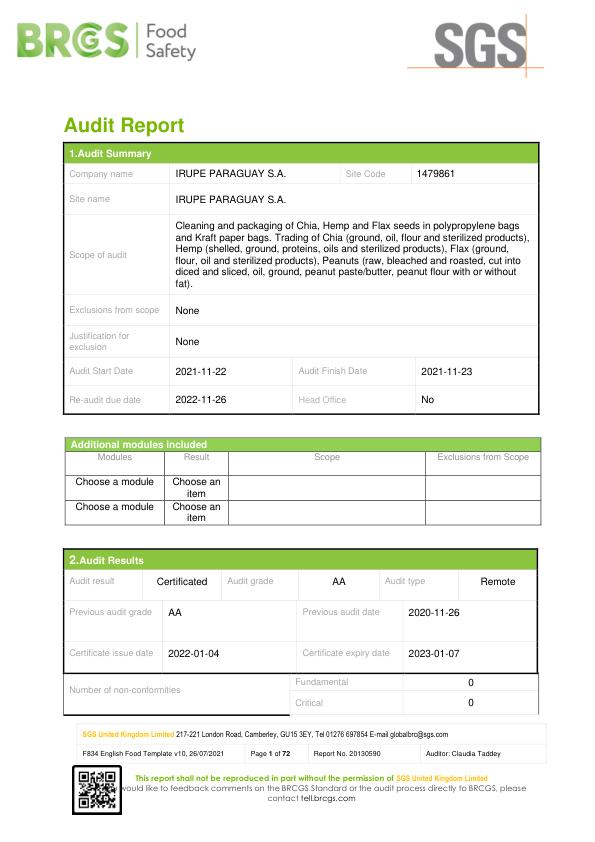 BRCGS Food Safety
SGS
Audit Report
1.Audit Summary
Company name IRUPE PARAGUAY S.A. Site Code 1479861
Site name IRUPE PARAGUAY S.A.
Scope of audit
Cleaning and packaging of Chia, Hemp and Flax seeds in polypropylene bags
and Kraft paper bags. Trading of Chia (ground, oil, flour and sterilized products),
Hemp (shelled, ground, proteins, oils and sterilized products), Flax (ground,
flour, oil and sterilized products), Peanuts (raw, bleached and roasted, cut into
diced and sliced, oil, ground, peanut paste/butter, peanut flour with or without
fat).
Exclusions from scope None
Justification for
exclusion
None
Audit Start Date 2021-11-22 Audit Finish Date 2021-11-23
Re-audit due date 2022-11-26 Head Office No
Additional modules included
Modules Result Scope Exclusions from Scope
Choose a module Choose an
item
Choose a module Choose an
item
2.Audit Results
Audit result Certificated Audit grade AA Audit type Remote
Previous audit grade AA Previous audit date 2020-11-26
Certificate issue date 2022-01-04 Certificate expiry date 2023-01-07
Number of non-conformities
Fundamental 0
Critical 0
SGS United Kingdom Limited 217-221 London Road, Camberley, GU15 3EY, Tel 01276 697854 E-mail globalbrc@sgs.com
F834 English Food Template v10, 26/07/2021 Page 1 of 72 Report No. 20130590 Auditor: Claudia Taddey
This report shall not be reproduced in part without the permission of SGS United Kingdom Limited
would like to feedback comments on the BRCGS Standard or the audit process directly to BRCGS, please
contact tell.brcgs.com